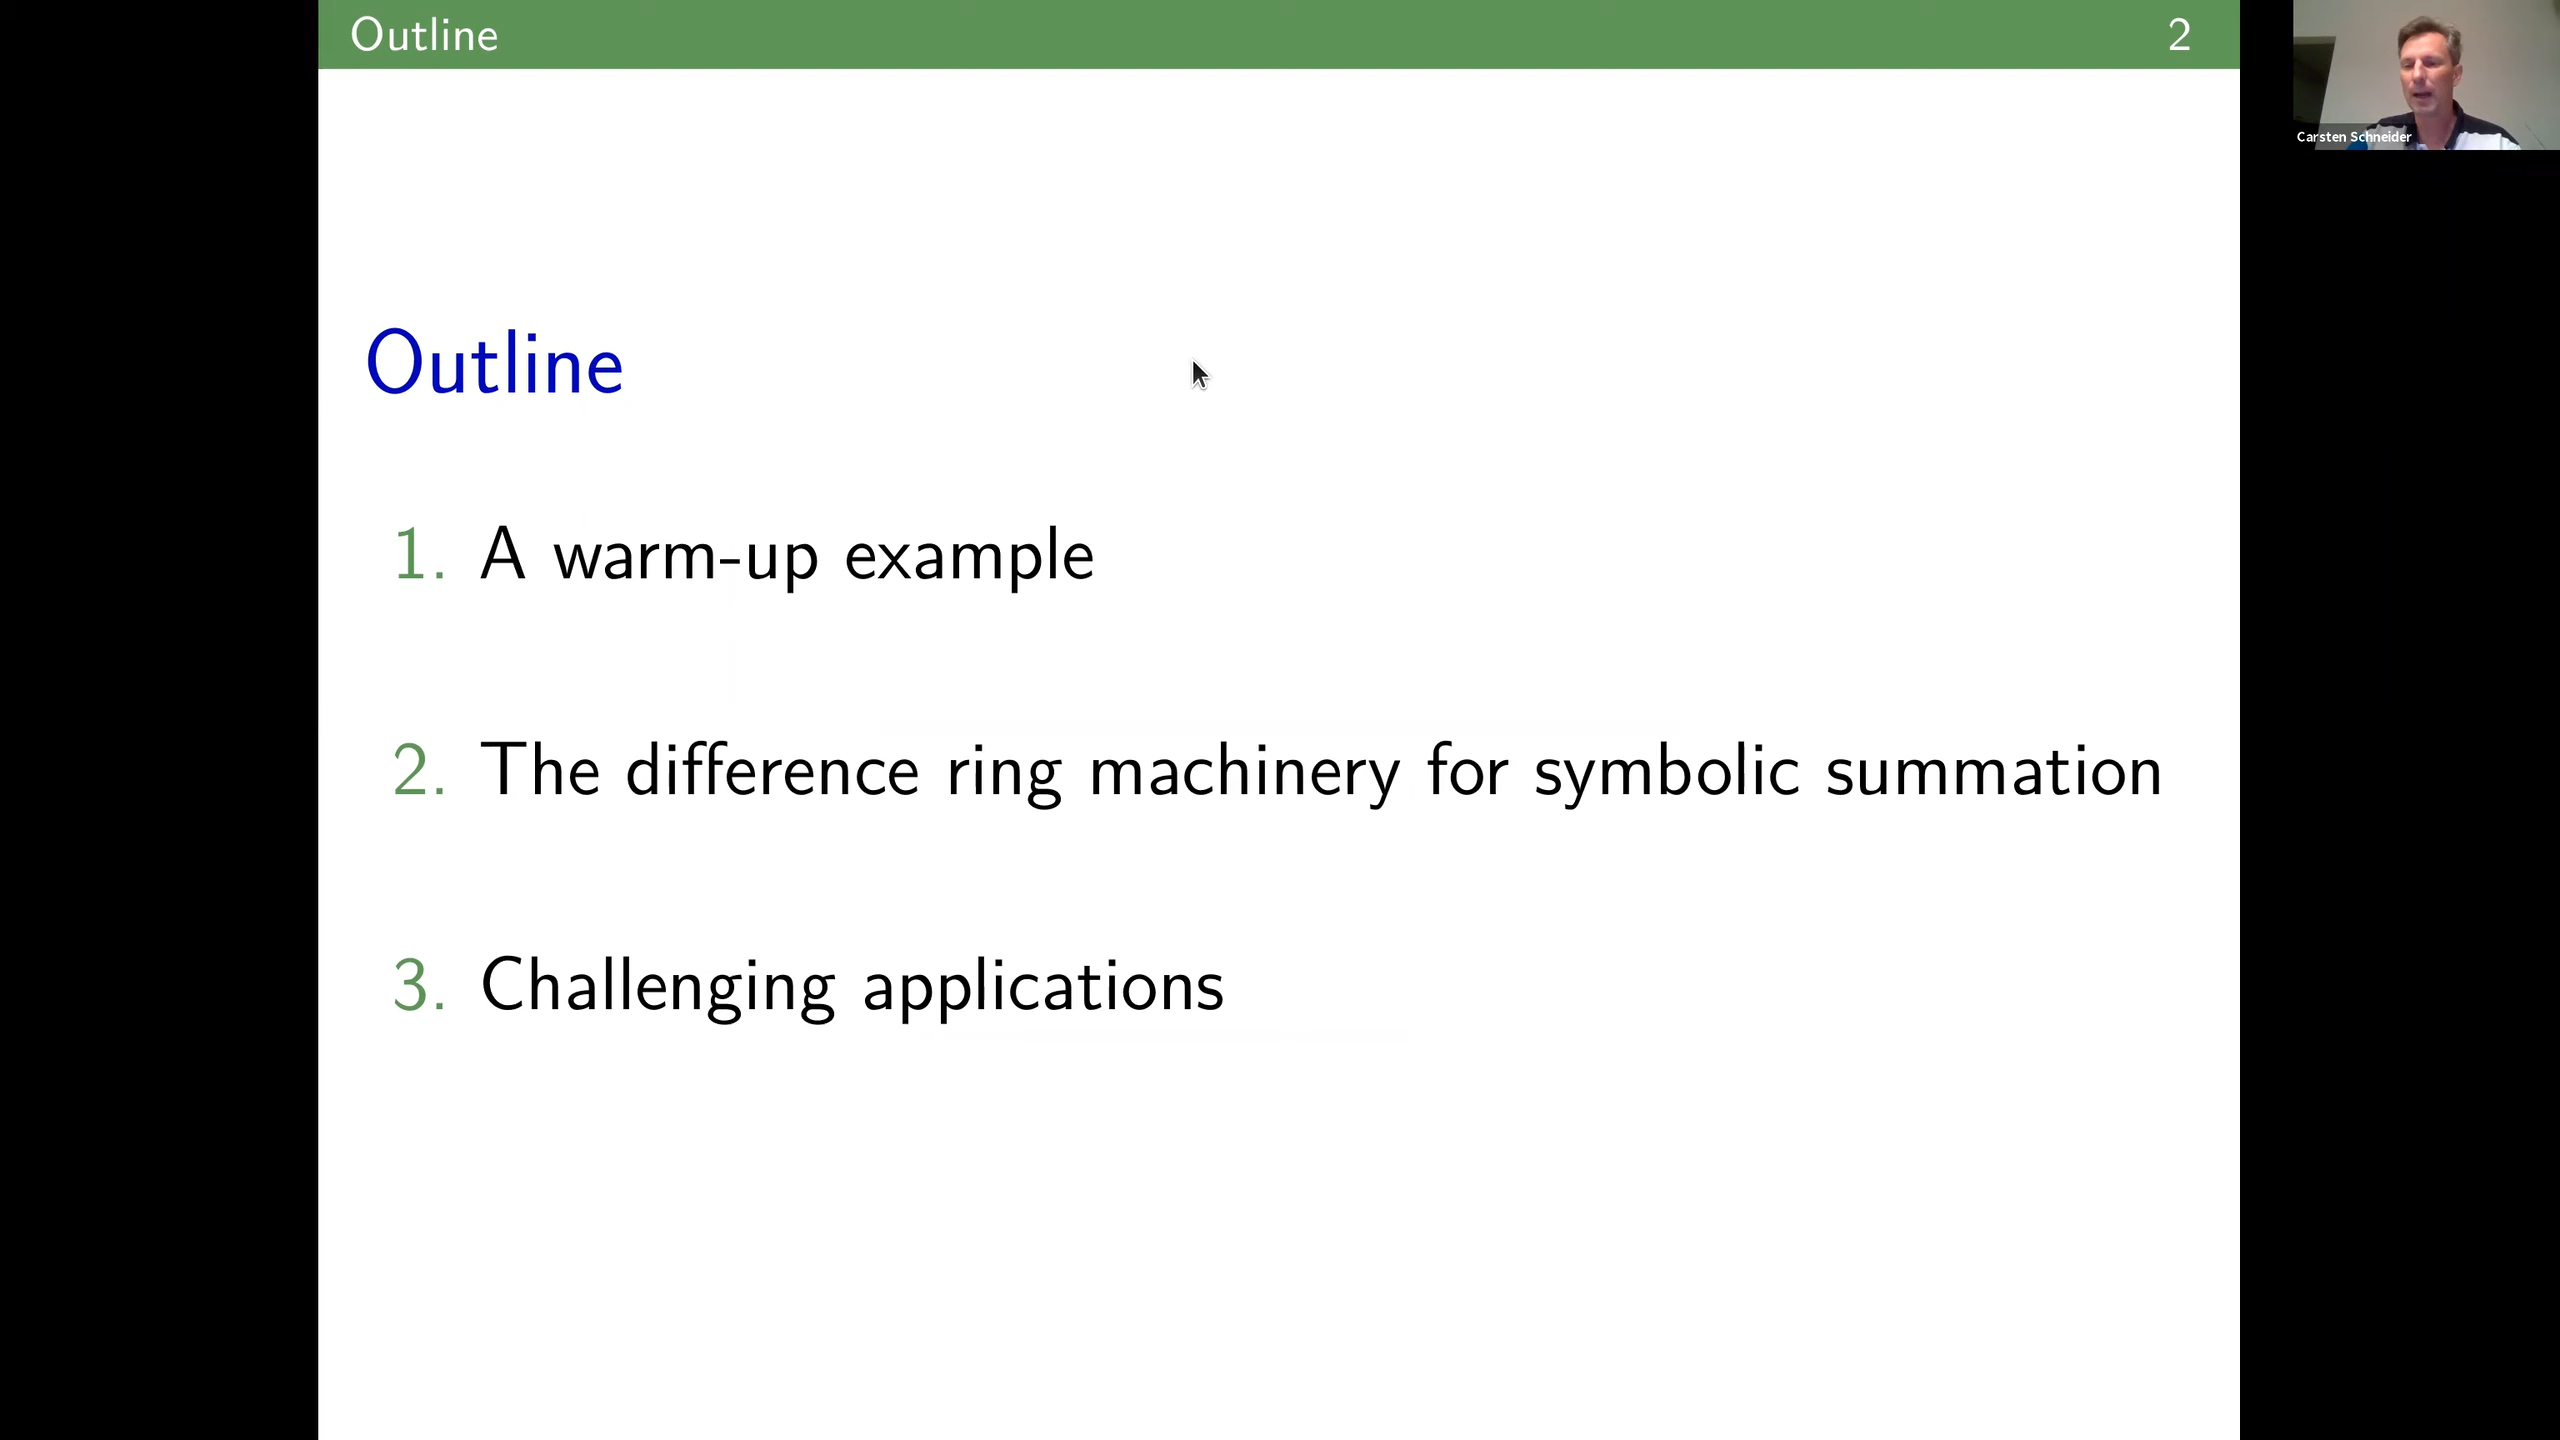 Outline 2
Carsten Schneider
Outline
1. A warm-up example
2. The difference ring machinery for symbolic summation
3. Challenging applications